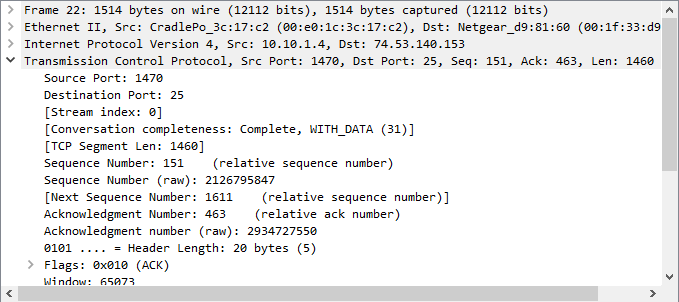 Frame 22: 1514 bytes on wire (12112 bits), 1514 bytes captured (12112 bits)
Ethernet II, Src: CradlePo_3c:17:c2 (00:e0:1c:3c:17:c2), Dst: Netgear_d9:81:60 (00:1f:33:d9
Internet Protocol Version 4, Src: 10.10.1.4, Dst: 74.53.140.153
Transmission Control Protocol, Src Port: 1470, Dst Port: 25, Seq: 151, Ack: 463, Len: 1460
Source Port: 1470
Destination Port: 25
[Stream index: 0]
[Conversation completeness: Complete, WITH_DATA (31)]
[TCP Segment Len: 1460]
Sequence Number: 151    (relative sequence number)
Sequence Number (raw): 2126795847
[Next Sequence Number: 1611    (relative sequence number)]
Acknowledgment Number: 463    (relative ack number)
Acknowledgment number (raw): 2934727550
0101 .... = Header Length: 20 bytes (5)
Flags: 0x010 (ACK)
Window: 65073